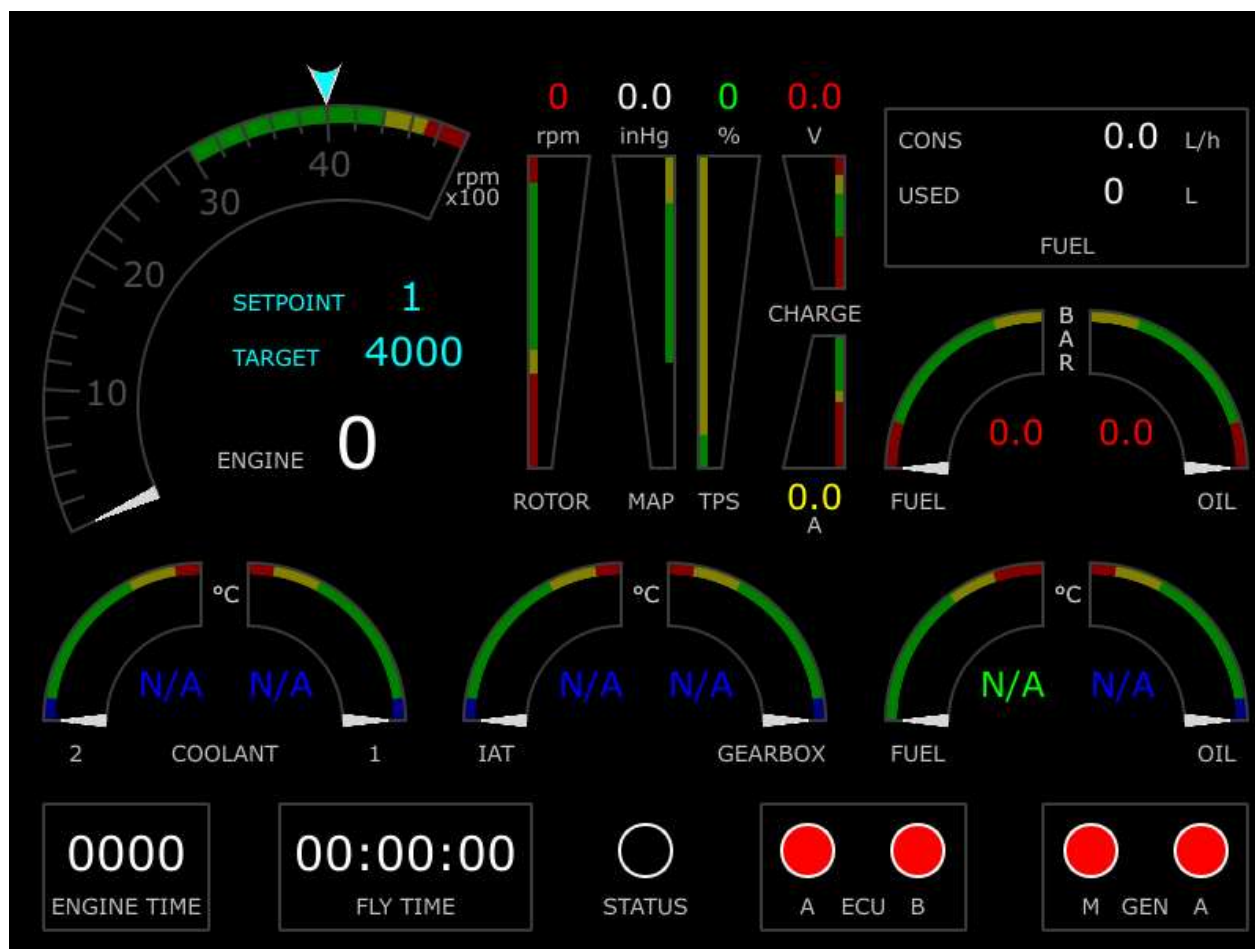 0 0.0 0 0.0
rpm inHg % V
40
30
20
10
rpm
x100
SETPOINT 1
TARGET 4000
ENGINE 0
CHARGE
ROTOR MAP TPS 0.0
A
CONS 0.0 L/h
USED 0 L
FUEL
B
A
R
0.0 0.0
FUEL OIL
°C
N/A N/A
2 COOLANT 1
°C
N/A N/A
IAT GEARBOX
°C
N/A N/A
FUEL OIL
0000
ENGINE TIME
00:00:00
FLY TIME
STATUS
A ECU B
M GEN A